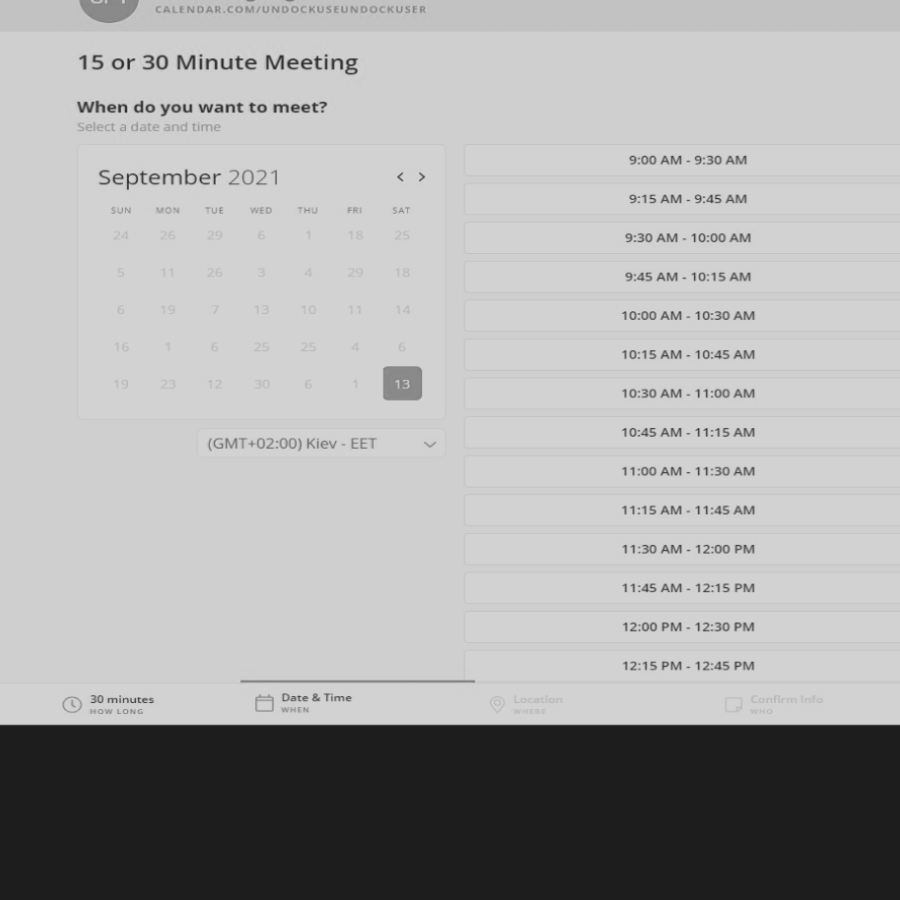 CALENDAR.COM/UNDOCKUSEUNDOCKUSER
15 or 30 Minute Meeting
When do you want to meet?
Select a date and time
September 2021 < >
SUN MON TUE WED THU FRI SAT
24 26 29 6 1 18 25
5 11 26 3 4 29 18
6 19 7 13 10 11 14
16 1 6 25 25 4 6
19 23 12 30 6 1 13
(GMT+02:00) Kiev - EET
9:00 AM - 9:30 AM
9:15 AM - 9:45 AM
9:30 AM - 10:00 AM
9:45 AM - 10:15 AM
10:00 AM - 10:30 AM
10:15 AM - 10:45 AM
10:30 AM - 11:00 AM
10:45 AM - 11:15 AM
11:00 AM - 11:30 AM
11:15 AM - 11:45 AM
11:30 AM - 12:00 PM
11:45 AM - 12:15 PM
12:00 PM - 12:30 PM
12:15 PM - 12:45 PM
30 minutes
HOW LONG
Date & Time
WHEN
Location
WHERE
Confirm Info
WHO